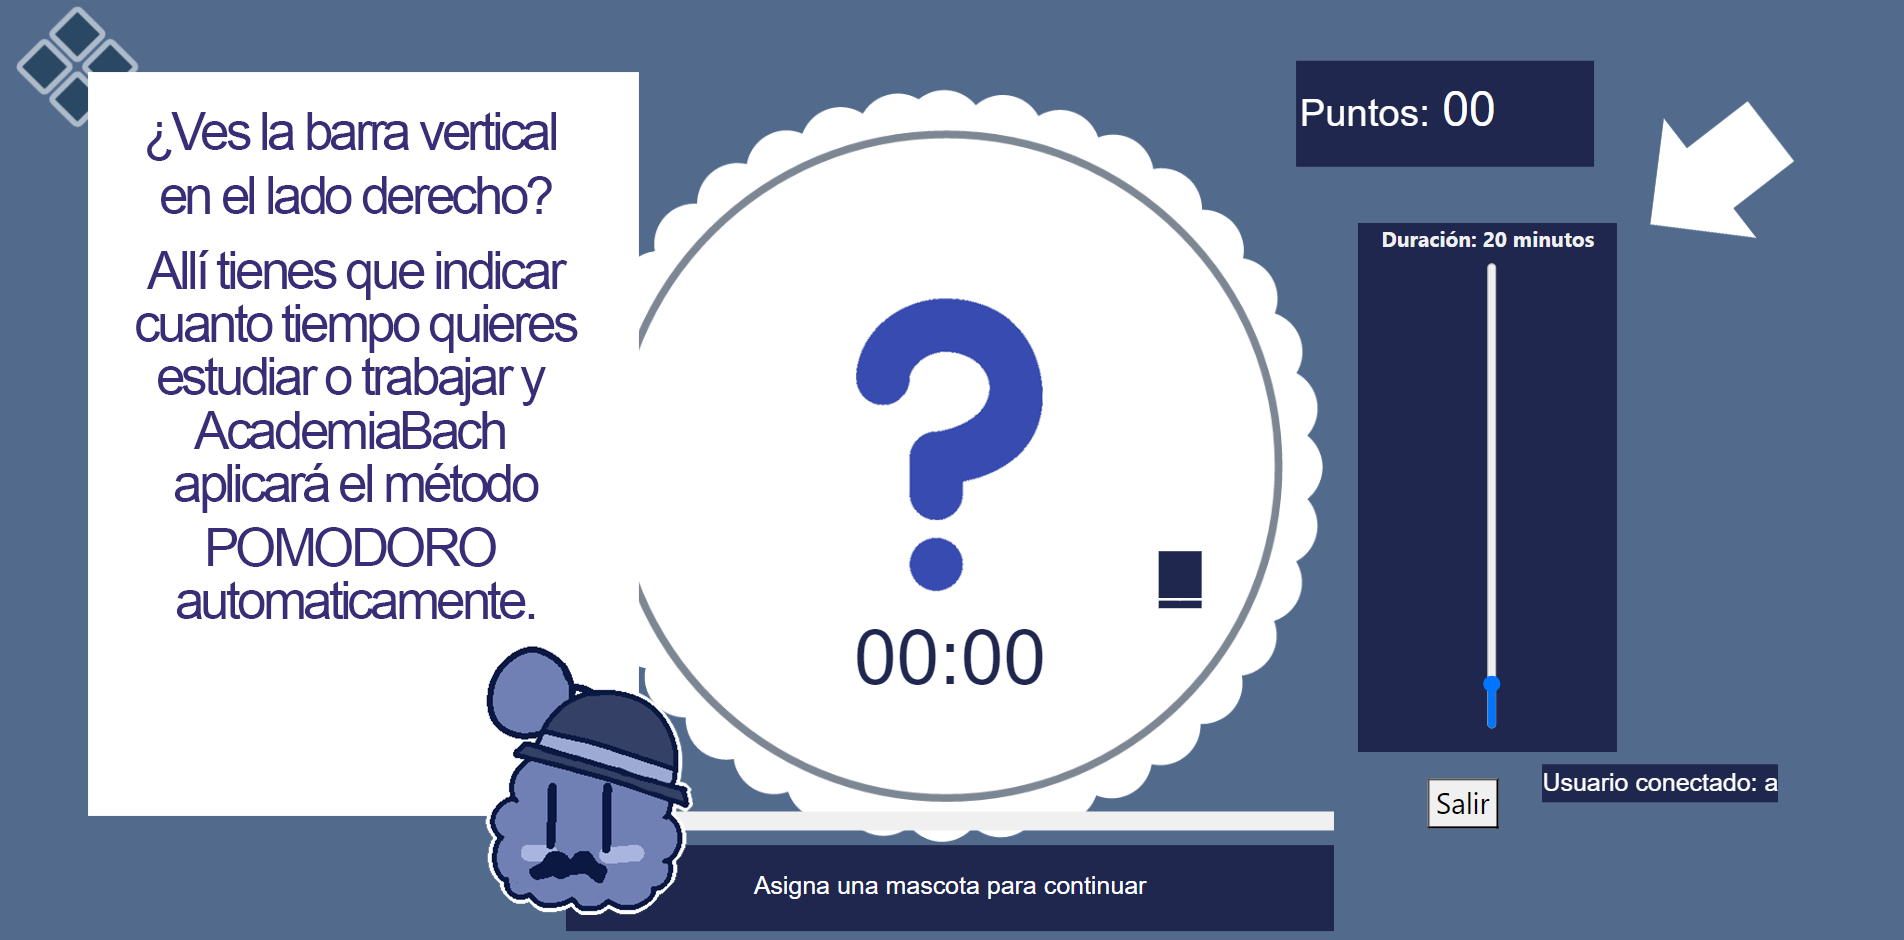 ¿Ves la barra vertical
en el lado derecho?
Allí tienes que indicar
cuanto tiempo quieres
estudiar o trabajar y
AcademiaBach
aplicará el método
POMODORO
automaticamente.
?
00:00
Puntos: 00
Duración: 20 minutos
Salir
Usuario conectado: a
Asigna una mascota para continuar